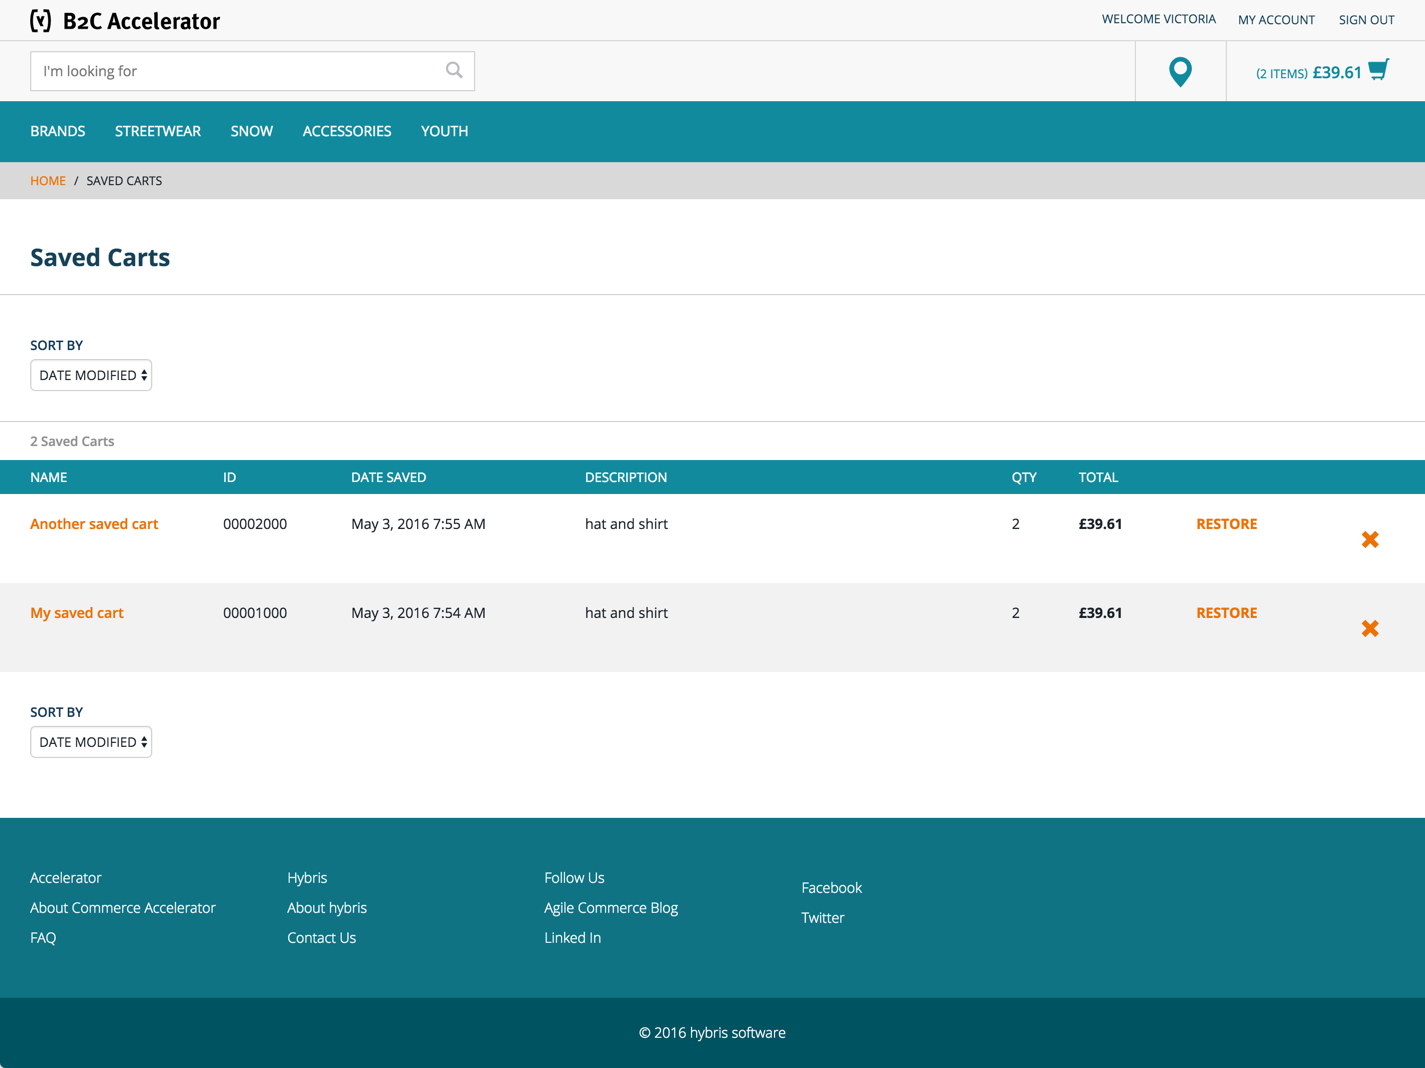 B2C Accelerator
WELCOME VICTORIA MY ACCOUNT SIGN OUT
I'm looking for
(2 ITEMS) £39.61
BRANDS STREETWEAR SNOW ACCESSORIES YOUTH
HOME / SAVED CARTS
Saved Carts
SORT BY
DATE MODIFIED
2 Saved Carts
NAME ID DATE SAVED DESCRIPTION QTY TOTAL
Another saved cart 00002000 May 3, 2016 7:55 AM hat and shirt 2 £39.61 RESTORE
My saved cart 00001000 May 3, 2016 7:54 AM hat and shirt 2 £39.61 RESTORE
SORT BY
DATE MODIFIED
Accelerator
About Commerce Accelerator
FAQ
Hybris
About hybris
Contact Us
Follow Us
Agile Commerce Blog
Linked In
Facebook
Twitter
© 2016 hybris software